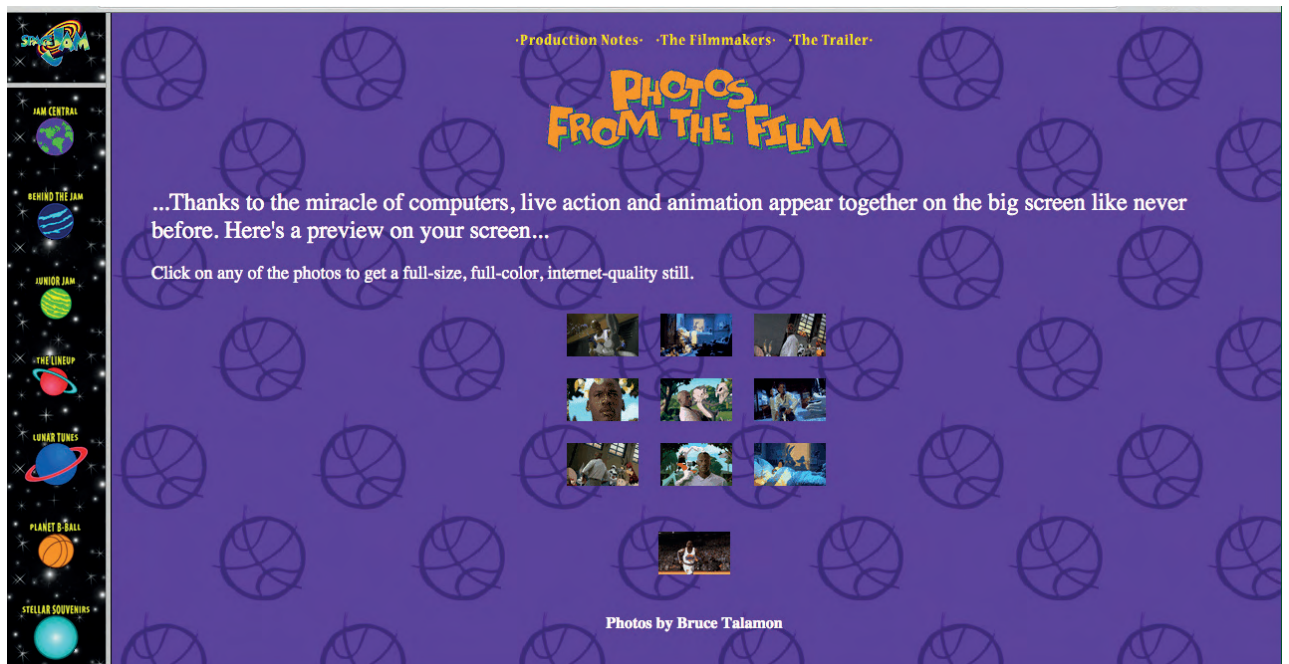 SPACE JAM
JAM CENTRAL
BEHIND THE JAM
JUNIOR JAM
THE LINEUP
LUNAR TUNES
PLANET B-BALL
STELLAR SOUVENIRS
·Production Notes· ·The Filmmakers· ·The Trailer·
PHOTOS
FROM THE FILM
...Thanks to the miracle of computers, live action and animation appear together on the big screen like never
before. Here's a preview on your screen...
Click on any of the photos to get a full-size, full-color, internet-quality still.
Photos by Bruce Talamon